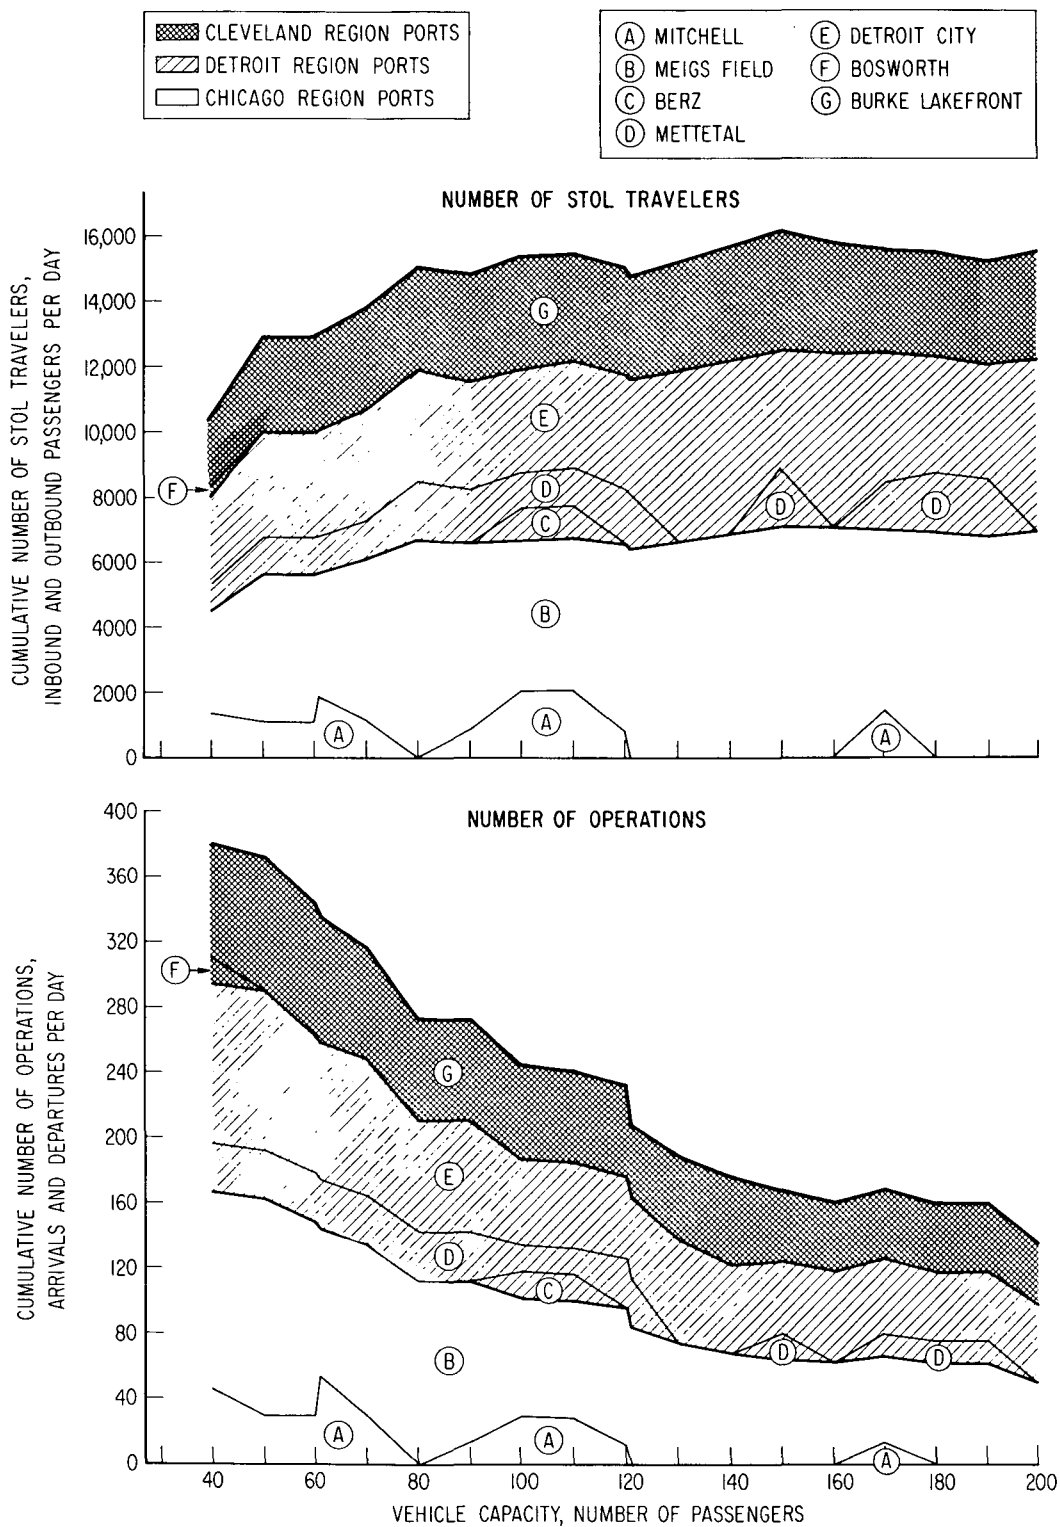 CLEVELAND REGION PORTS
DETROIT REGION PORTS
CHICAGO REGION PORTS
A MITCHELL
B MEIGS FIELD
C BERZ
D METTETAL
E DETROIT CITY
F BOSWORTH
G BURKE LAKEFRONT
NUMBER OF STOL TRAVELERS
CUMULATIVE NUMBER OF STOL TRAVELERS,
INBOUND AND OUTBOUND PASSENGERS PER DAY
16,000
14,000
12,000
10,000
8000
6000
4000
2000
0
G
E
F
D
D
D
C
B
A
A
A
NUMBER OF OPERATIONS
CUMULATIVE NUMBER OF OPERATIONS,
ARRIVALS AND DEPARTURES PER DAY
400
360
320
280
240
200
160
120
80
40
0
F
G
E
D
C
B
D
D
A
A
A
40 60 80 100 120 140 160 180 200
VEHICLE CAPACITY, NUMBER OF PASSENGERS